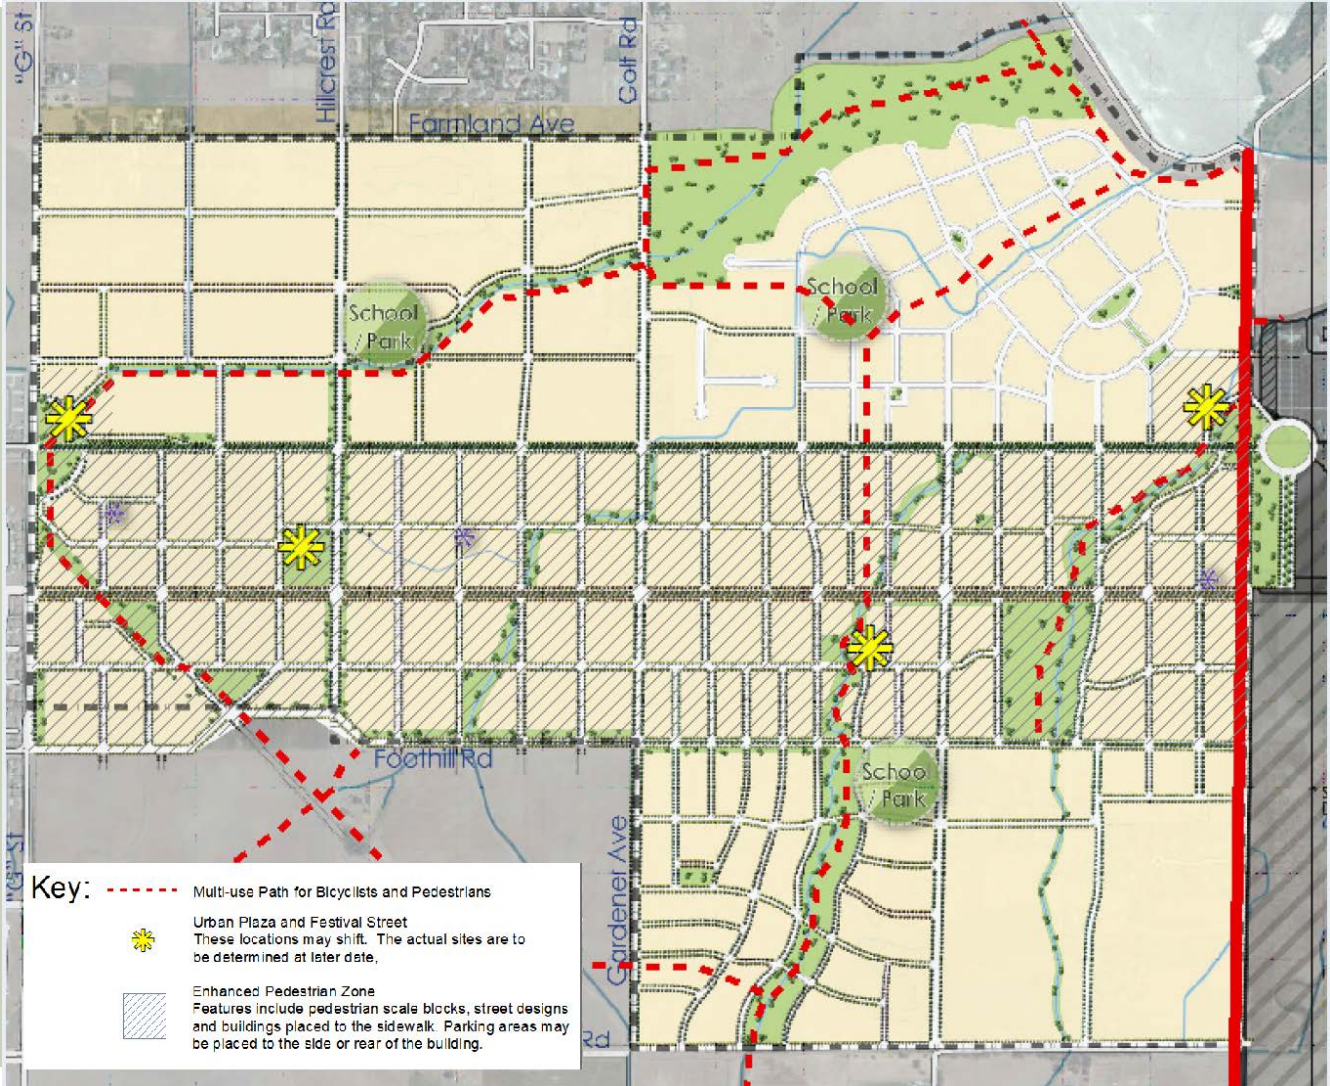 "G" St
Hillcrest Rd
Golf Rd
Farmland Ave
School
/ Park
School
/ Park
Foothill Rd
School
/ Park
Gardener Ave
"G" St
Rd
Key:
Multi-use Path for Bicyclists and Pedestrians
Urban Plaza and Festival Street
These locations may shift. The actual sites are to
be determined at later date,
Enhanced Pedestrian Zone
Features include pedestrian scale blocks, street designs
and buildings placed to the sidewalk. Parking areas may
be placed to the side or rear of the building.